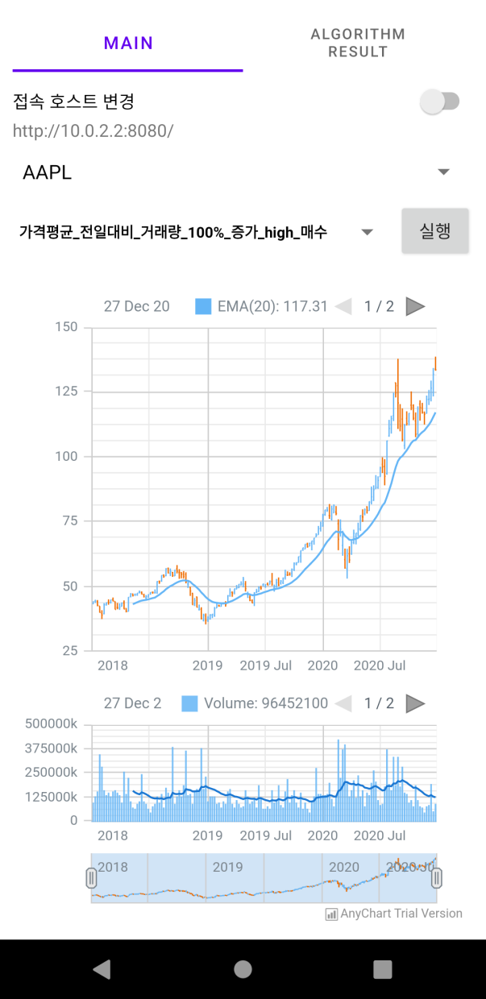 MAIN
ALGORITHM
RESULT
접속 호스트 변경
http://10.0.2.2:8080/
AAPL
가격평균_전일대비_거래량_100%_증가_high_매수
실행
27 Dec 20 EMA(20): 117.31 1 / 2
150
125
100
75
50
25
2018 2019 2019 Jul 2020 2020 Jul
27 Dec 2 Volume: 96452100 1 / 2
500000k
375000k
250000k
125000k
0
2018 2019 2019 Jul 2020 2020 Jul
2018 2019 2020
AnyChart Trial Version